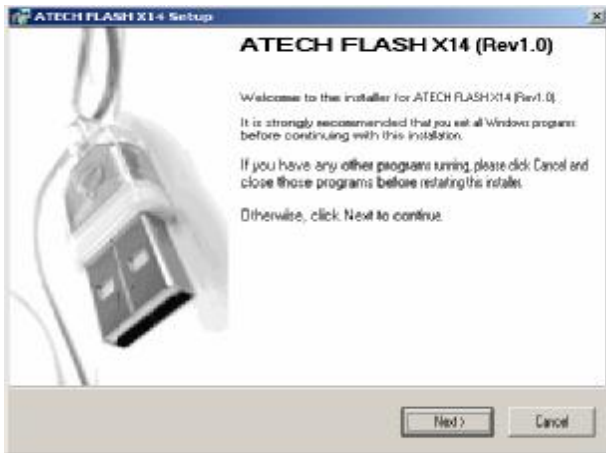 ATECH FLASH X14 Setup
ATECH FLASH X14 (Rev1.0)
Welcome to the installer for ATECH FLASH X14 (Rev1.0).
It is strongly recommended that you exit all Windows programs
before continuing with this installation.
If you have any other programs running, please click Cancel and
close those programs before restarting this installer.
Otherwise, click Next to continue.
Next >
Cancel